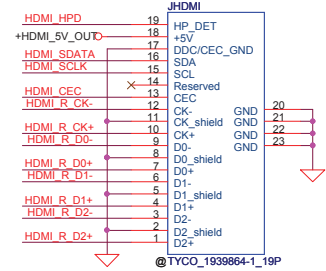 JHDMI
HDMI_HPD 19 HP_DET
+HDMI_5V_OUT 18 +5V
17 DDC/CEC_GND
HDMI_SDATA 16 SDA
HDMI_SCLK 15 SCL
14 Reserved
HDMI_CEC 13 CEC
HDMI_R_CK- 12 CK- GND 20
11 CK_shield GND 21
HDMI_R_CK+ 10 CK+ GND 22
HDMI_R_D0- 9 D0- GND 23
8 D0_shield
HDMI_R_D0+ 7 D0+
HDMI_R_D1- 6 D1-
5 D1_shield
HDMI_R_D1+ 4 D1+
HDMI_R_D2- 3 D2-
2 D2_shield
HDMI_R_D2+ 1 D2+
@ TYCO_1939864-1_19P